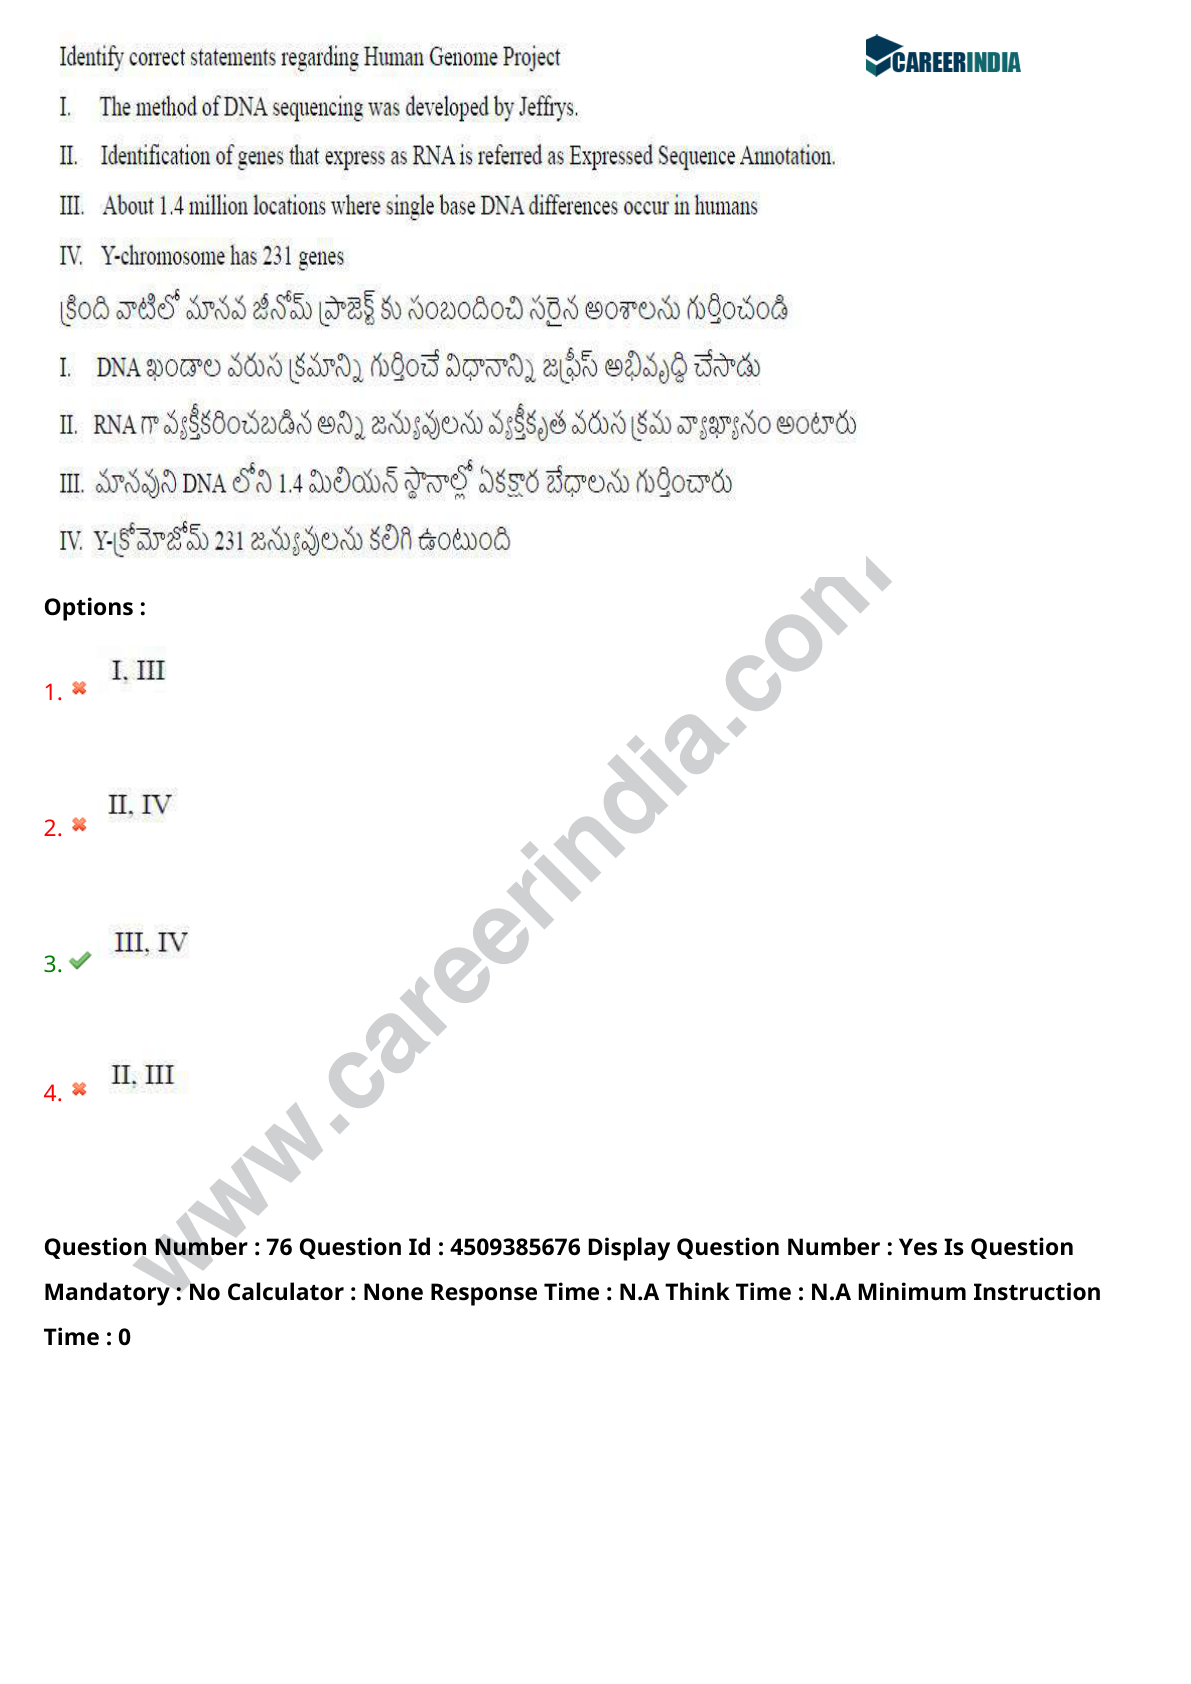 CAREERINDIA
Identify correct statements regarding Human Genome Project
I. The method of DNA sequencing was developed by Jeffrys.
II. Identification of genes that express as RNA is referred as Expressed Sequence Annotation.
III. About 1.4 million locations where single base DNA differences occur in humans
IV. Y-chromosome has 231 genes
క్రింది వాటిలో మానవ జీనోమ్ ప్రాజెక్ట్ కు సంబందించి సరైన అంశాలను గుర్తించండి
I. DNA ఖండాల వరుస క్రమాన్ని గుర్తించే విధానాన్ని జఫ్రీస్ అభివృద్ది చేసాడు
II. RNA గా వ్యక్తీకరించబడిన అన్ని జన్యువులను వ్యక్తీకృత వరుస క్రమ వ్యాఖ్యానం అంటారు
III. మానవుని DNA లోని 1.4 మిలియన్ స్థానాల్లో ఏకక్షార బేధాలను గుర్తించారు
IV. Y-క్రోమోజోమ్ 231 జన్యువులను కలిగి ఉంటుంది
Options :
1. I, III
2. II, IV
3. III, IV
4. II, III
www.careerindia.com
Question Number : 76 Question Id : 4509385676 Display Question Number : Yes Is Question
Mandatory : No Calculator : None Response Time : N.A Think Time : N.A Minimum Instruction
Time : 0